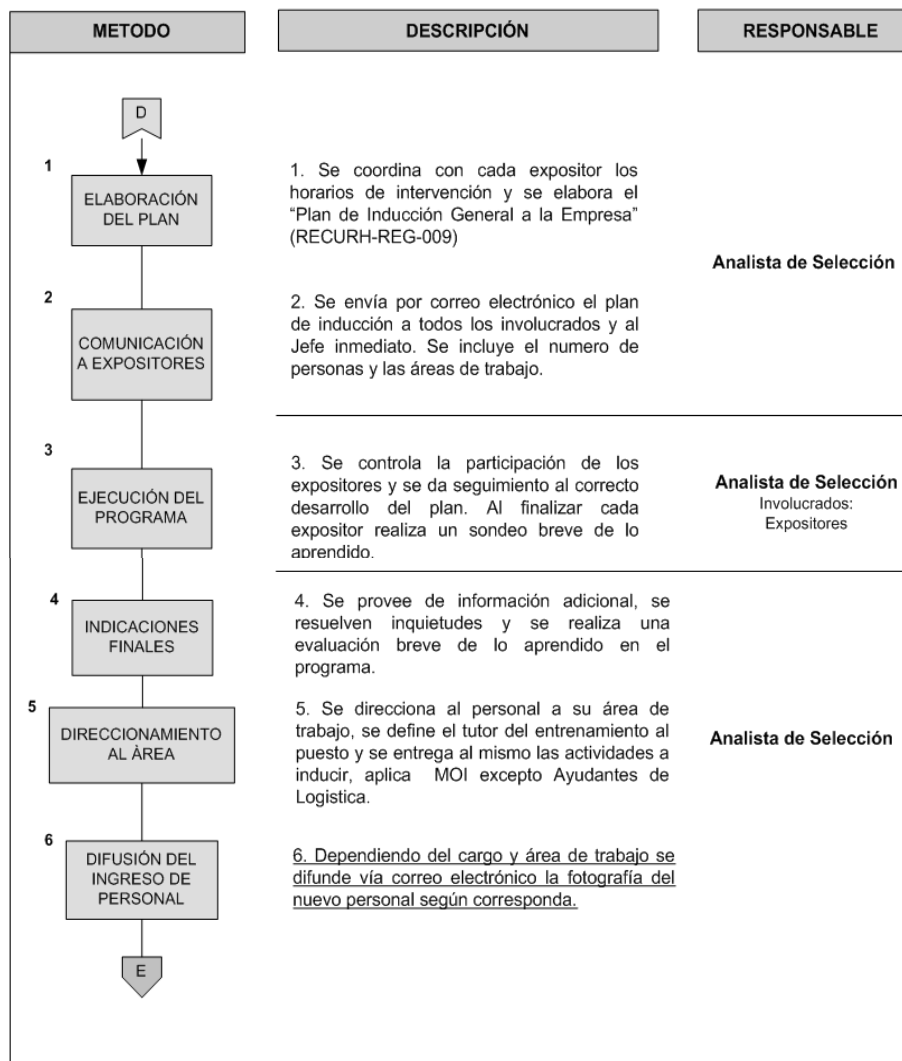 METODO
DESCRIPCIÓN
RESPONSABLE
D
1
ELABORACIÓN
DEL PLAN
1. Se coordina con cada expositor los
horarios de intervención y se elabora el
“Plan de Inducción General a la Empresa”
(RECURH-REG-009)
Analista de Selección
2
COMUNICACIÓN
A EXPOSITORES
2. Se envía por correo electrónico el plan
de inducción a todos los involucrados y al
Jefe inmediato. Se incluye el numero de
personas y las áreas de trabajo.
3
EJECUCIÓN DEL
PROGRAMA
3. Se controla la participación de los
expositores y se da seguimiento al correcto
desarrollo del plan. Al finalizar cada
expositor realiza un sondeo breve de lo
aprendido.
Analista de Selección
Involucrados:
Expositores
4
INDICACIONES
FINALES
4. Se provee de información adicional, se
resuelven inquietudes y se realiza una
evaluación breve de lo aprendido en el
programa.
5
DIRECCIONAMIENTO
AL ÀREA
5. Se direcciona al personal a su área de
trabajo, se define el tutor del entrenamiento al
puesto y se entrega al mismo las actividades a
inducir, aplica MOI excepto Ayudantes de
Logistica.
Analista de Selección
6
DIFUSIÓN DEL
INGRESO DE
PERSONAL
6. Dependiendo del cargo y área de trabajo se
difunde vía correo electrónico la fotografía del
nuevo personal según corresponda.
E